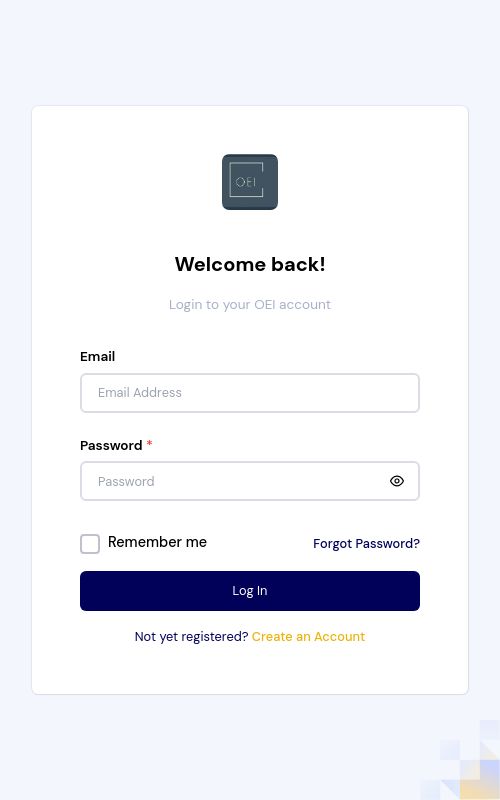 OEI
Welcome back!
Login to your OEI account
Email
Email Address
Password *
Password
Remember me
Forgot Password?
Log In
Not yet registered? Create an Account